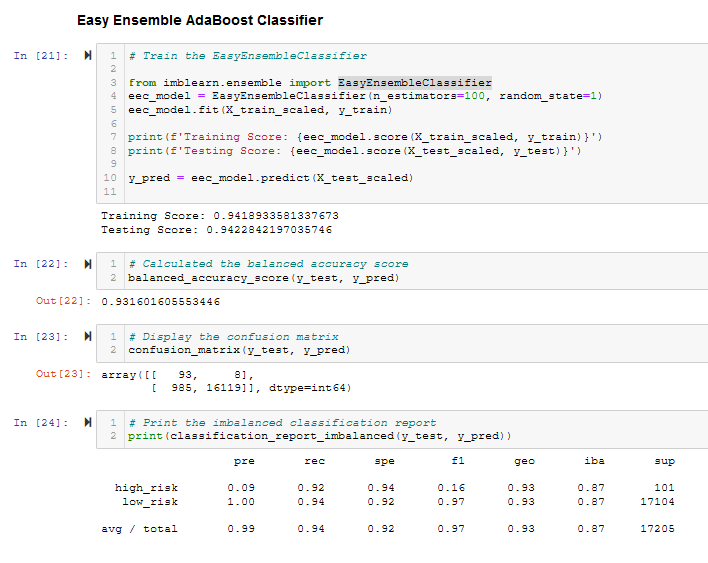 Easy Ensemble AdaBoost Classifier
In [21]:
1 # Train the EasyEnsembleClassifier
2
3 from imblearn.ensemble import EasyEnsembleClassifier
4 eec_model = EasyEnsembleClassifier(n_estimators=100, random_state=1)
5 eec_model.fit(X_train_scaled, y_train)
6
7 print(f'Training Score: {eec_model.score(X_train_scaled, y_train)}')
8 print(f'Testing Score: {eec_model.score(X_test_scaled, y_test)}')
9
10 y_pred = eec_model.predict(X_test_scaled)
11
Training Score: 0.9418933581337673
Testing Score: 0.9422842197035746
In [22]:
1 # Calculated the balanced accuracy score
2 balanced_accuracy_score(y_test, y_pred)
Out[22]: 0.931601605553446
In [23]:
1 # Display the confusion matrix
2 confusion_matrix(y_test, y_pred)
Out[23]: array([[   93,     8],
[  985, 16119]], dtype=int64)
In [24]:
1 # Print the imbalanced classification report
2 print(classification_report_imbalanced(y_test, y_pred))
pre rec spe f1 geo iba sup
high_risk 0.09 0.92 0.94 0.16 0.93 0.87 101
low_risk 1.00 0.94 0.92 0.97 0.93 0.87 17104
avg / total 0.99 0.94 0.92 0.97 0.93 0.87 17205